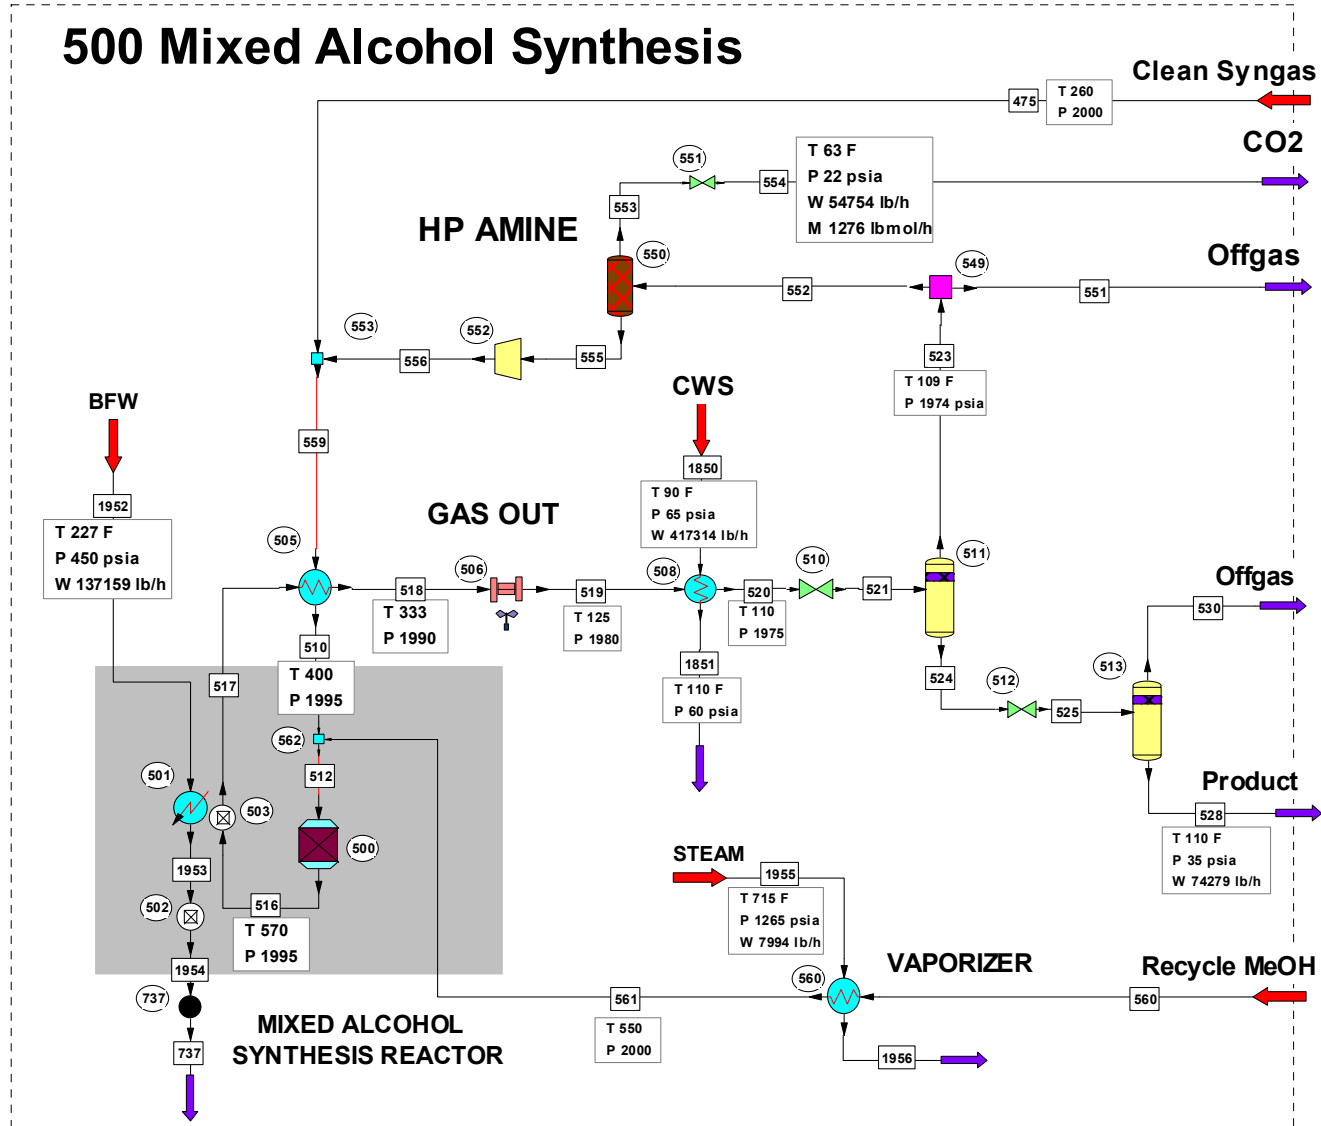 500 Mixed Alcohol Synthesis
Clean Syngas
475
T 260
P 2000
CO2
551
554
T 63 F
P 22 psia
W 54754 lb/h
M 1276 lbmol/h
553
HP AMINE
550
Offgas
549
552
551
553
552
556
555
523
T 109 F
P 1974 psia
CWS
BFW
559
1850
T 90 F
P 65 psia
W 417314 lb/h
1952
T 227 F
P 450 psia
W 137159 lb/h
GAS OUT
505
506
508
510
511
518
T 333
P 1990
519
T 125
P 1980
520
T 110
P 1975
521
Offgas
530
510
T 400
P 1995
517
1851
T 110 F
P 60 psia
524
512
525
513
562
501
503
512
500
Product
528
T 110 F
P 35 psia
W 74279 lb/h
1953
502
516
T 570
P 1995
1954
STEAM
1955
T 715 F
P 1265 psia
W 7994 lb/h
VAPORIZER
560
Recycle MeOH
560
561
T 550
P 2000
737
MIXED ALCOHOL
SYNTHESIS REACTOR
737
1956